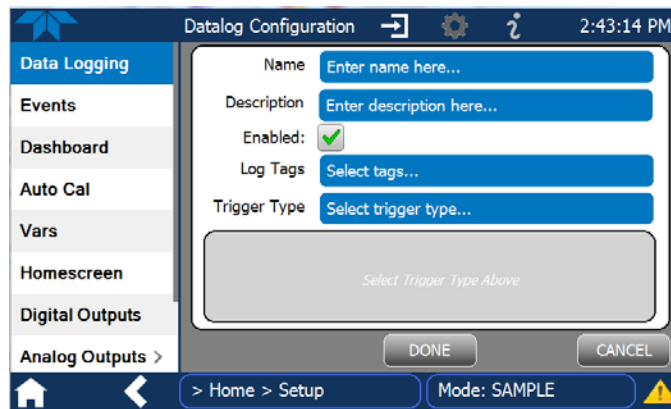 Datalog Configuration
2:43:14 PM
Data Logging
Events
Dashboard
Auto Cal
Vars
Homescreen
Digital Outputs
Analog Outputs >
Name
Enter name here...
Description
Enter description here...
Enabled:
Log Tags
Select tags...
Trigger Type
Select trigger type...
Select Trigger Type Above
DONE
CANCEL
> Home > Setup
Mode: SAMPLE